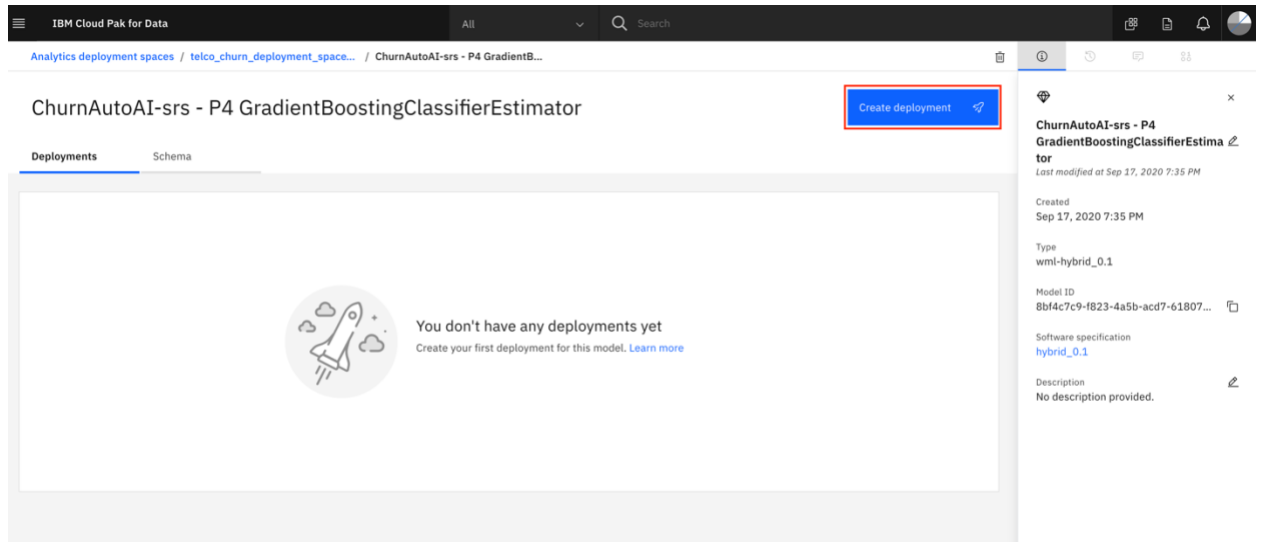 IBM Cloud Pak for Data
All
Search
Analytics deployment spaces / telco_churn_deployment_space... / ChurnAutoAI-srs - P4 GradientB...
ChurnAutoAI-srs - P4 GradientBoostingClassifierEstimator
Create deployment
Deployments
Schema
You don't have any deployments yet
Create your first deployment for this model. Learn more
ChurnAutoAI-srs - P4
GradientBoostingClassifierEstima
tor
Last modified at Sep 17, 2020 7:35 PM
Created
Sep 17, 2020 7:35 PM
Type
wml-hybrid_0.1
Model ID
8bf4c7c9-f823-4a5b-acd7-61807...
Software specification
hybrid_0.1
Description
No description provided.